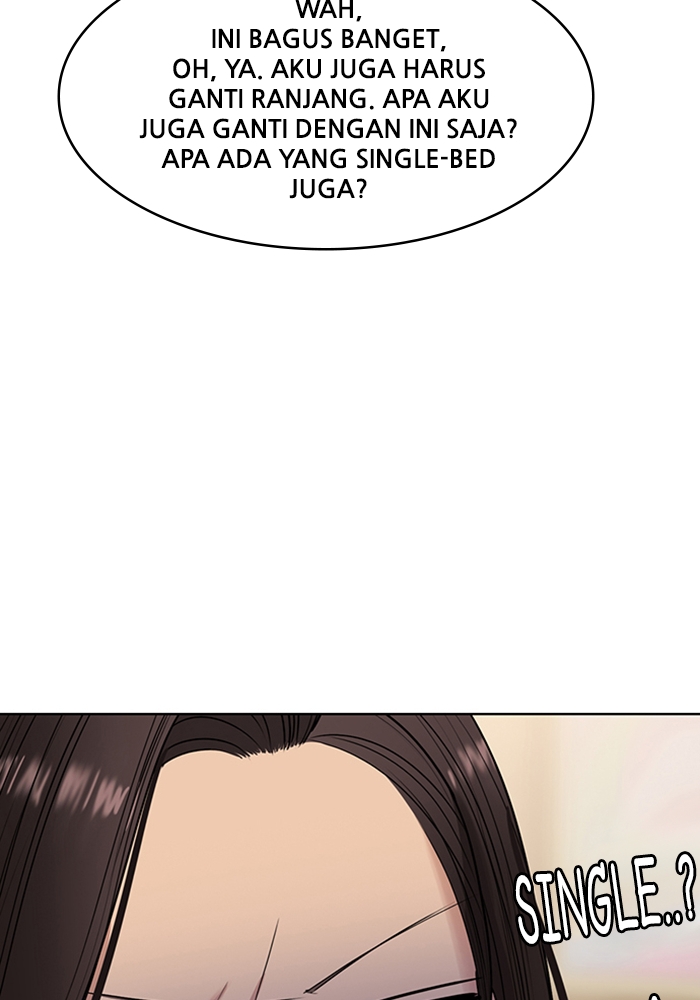 WAH,
INI BAGUS BANGET,
OH, YA. AKU JUGA HARUS
GANTI RANJANG. APA AKU
JUGA GANTI DENGAN INI SAJA?
APA ADA YANG SINGLE-BED
JUGA?
SINGLE..?